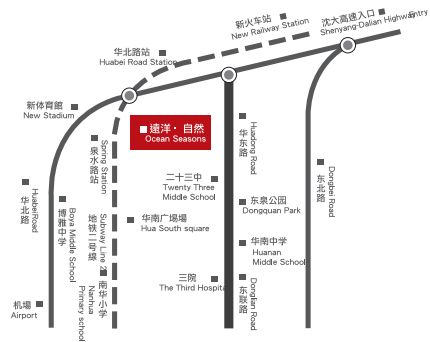 新火车站
New Railway Station
沈大高速入口
Shenyang-Dalian Highway
Entry
华北路站
Huabei Road Station
新体育館
New Stadium
遠洋·自然
Ocean Seasons
泉水路站
Spring Station
华东路
Huadong Road
二十三中
Twenty Three
Middle School
东北路
Dongbei Road
东泉公园
Dongquan Park
华北路
Huabei Road
博雅中学
Boya Middle School
地铁二号線
Subway Line 2
华南广場場
Hua South square
华南中学
Huanan
Middle School
三院
The Third Hospital
东联路
Donglian Road
南华小学
Nanhua
Primary school
机場
Airport